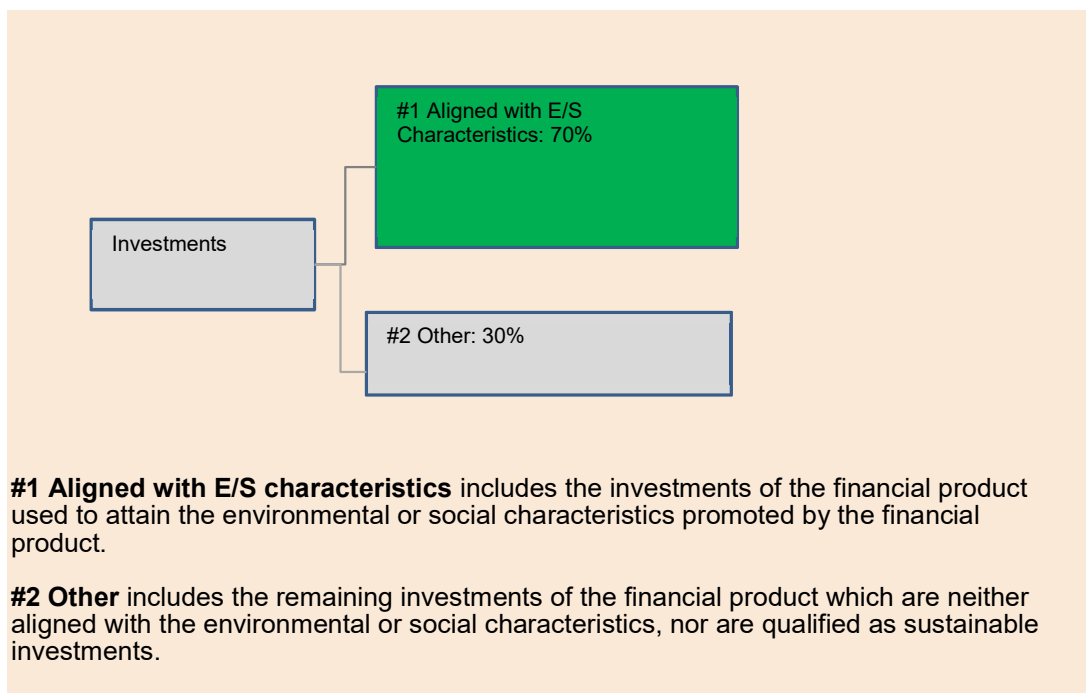 #1 Aligned with E/S
Characteristics: 70%
Investments
#2 Other: 30%
#1 Aligned with E/S characteristics includes the investments of the financial product
used to attain the environmental or social characteristics promoted by the financial
product.
#2 Other includes the remaining investments of the financial product which are neither
aligned with the environmental or social characteristics, nor are qualified as sustainable
investments.